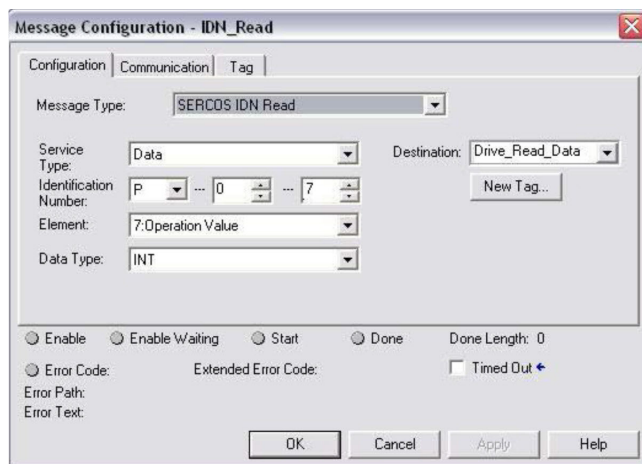 Message Configuration - IDN_Read
Configuration Communication Tag
Message Type: SERCOS IDN Read
Service Type: Data Destination: Drive_Read_Data
Identification Number: P --- 0 --- 7 New Tag...
Element: 7:Operation Value
Data Type: INT
Enable Enable Waiting Start Done Done Length: 0
Error Code: Extended Error Code: Timed Out ←
Error Path:
Error Text:
OK Cancel Apply Help